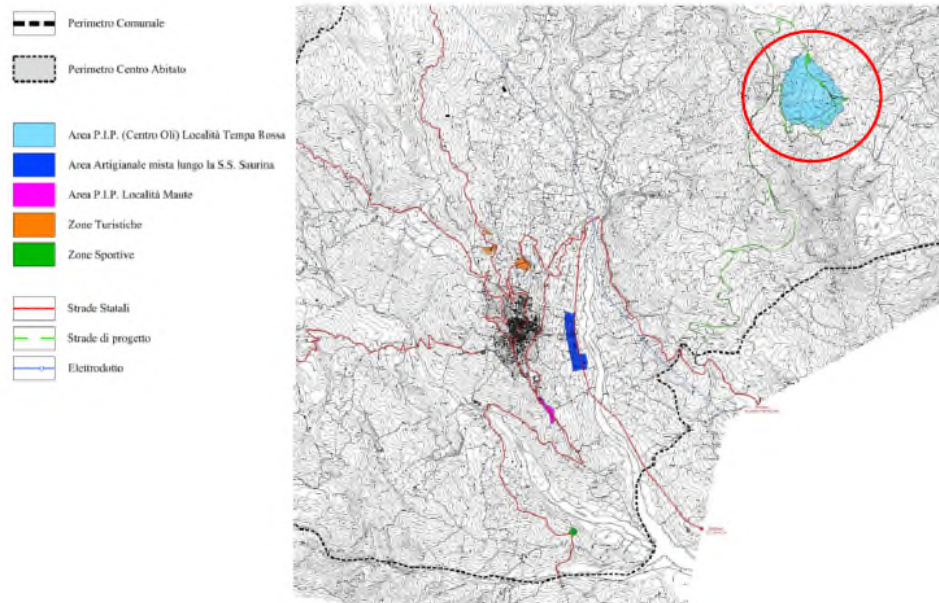 Perimetro Comunale
Perimetro Centro Abitato
Area P.I.P. (Centro Oli) Località Tempa Rossa
Area Artigianale mista lungo la S.S. Saurina
Area P.I.P. Località Maute
Zone Turistiche
Zone Sportive
Strade Statali
Strade di progetto
Elettrodotto